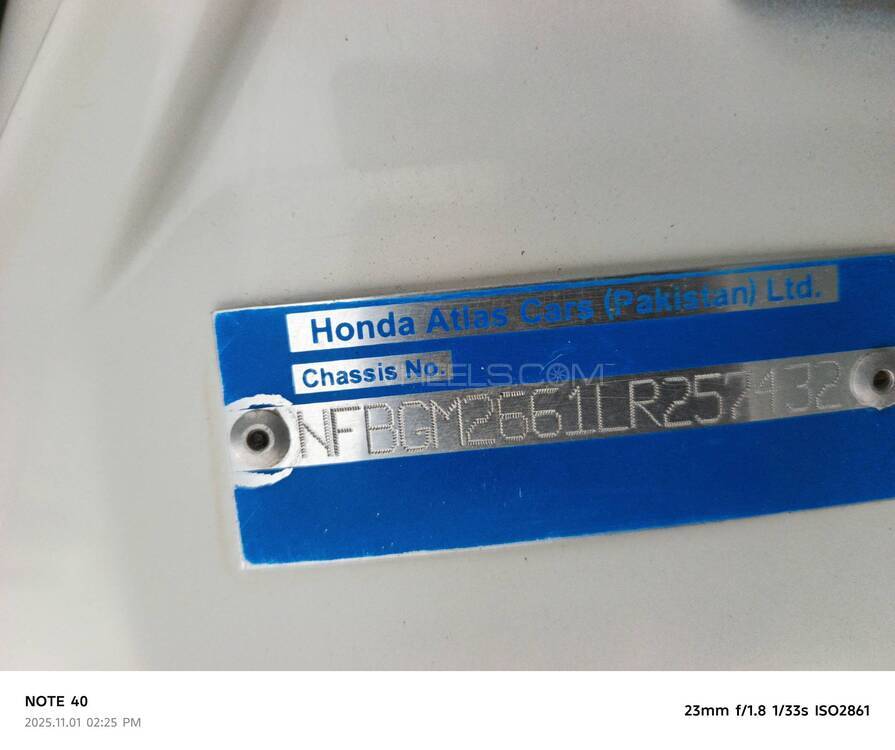 Honda Atlas Cars (Pakistan) Ltd.
Chassis No.
NFBGM2661LR257432
NOTE 40
2025.11.01 02:25 PM
23mm f/1.8 1/33s ISO2861